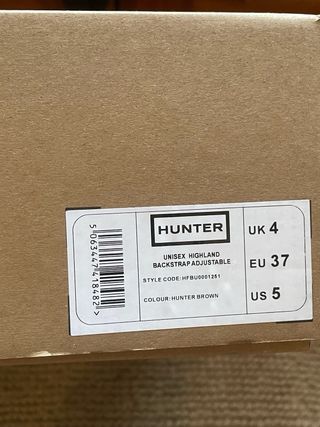 HUNTER
UNISEX HIGHLAND
BACKSTRAP ADJUSTABLE
STYLE CODE: HFBU0001251
COLOUR: HUNTER BROWN
UK 4
EU 37
US 5
5063447418482>